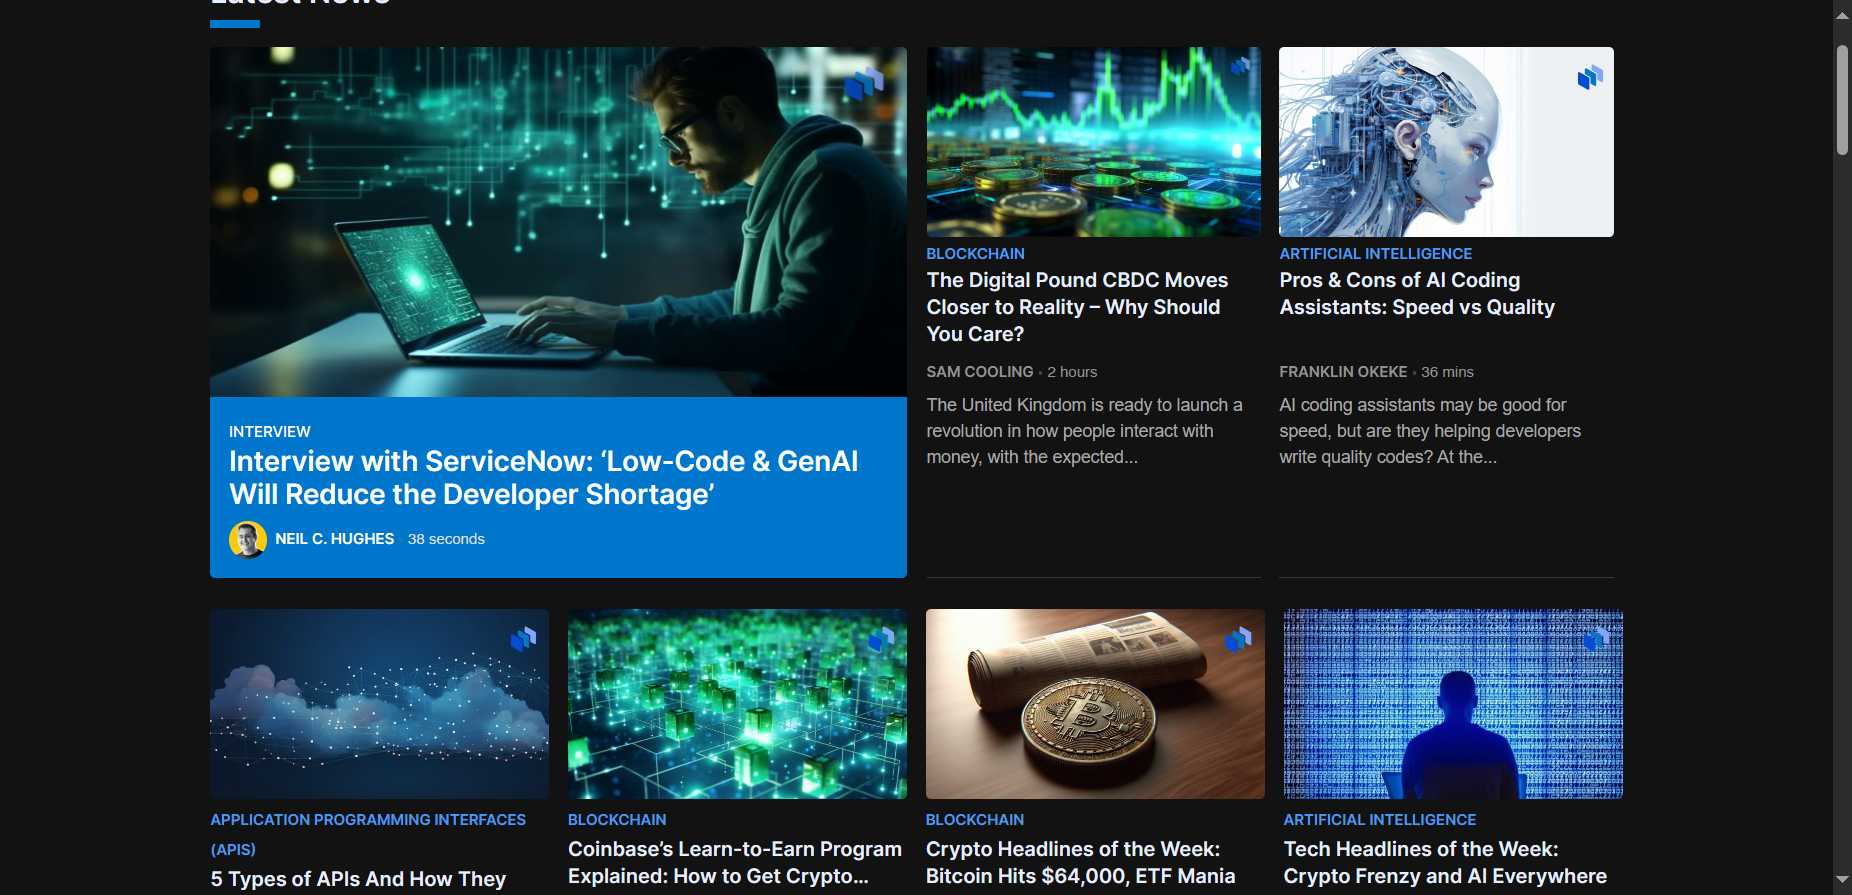 Latest News
INTERVIEW
Interview with ServiceNow: ‘Low-Code & GenAI
Will Reduce the Developer Shortage’
NEIL C. HUGHES · 38 seconds
BLOCKCHAIN
The Digital Pound CBDC Moves
Closer to Reality – Why Should
You Care?
SAM COOLING • 2 hours
The United Kingdom is ready to launch a
revolution in how people interact with
money, with the expected...
ARTIFICIAL INTELLIGENCE
Pros & Cons of AI Coding
Assistants: Speed vs Quality
FRANKLIN OKEKE • 36 mins
AI coding assistants may be good for
speed, but are they helping developers
write quality codes? At the...
APPLICATION PROGRAMMING INTERFACES
(APIS)
5 Types of APIs And How They
BLOCKCHAIN
Coinbase’s Learn-to-Earn Program
Explained: How to Get Crypto...
BLOCKCHAIN
Crypto Headlines of the Week:
Bitcoin Hits $64,000, ETF Mania
ARTIFICIAL INTELLIGENCE
Tech Headlines of the Week:
Crypto Frenzy and AI Everywhere